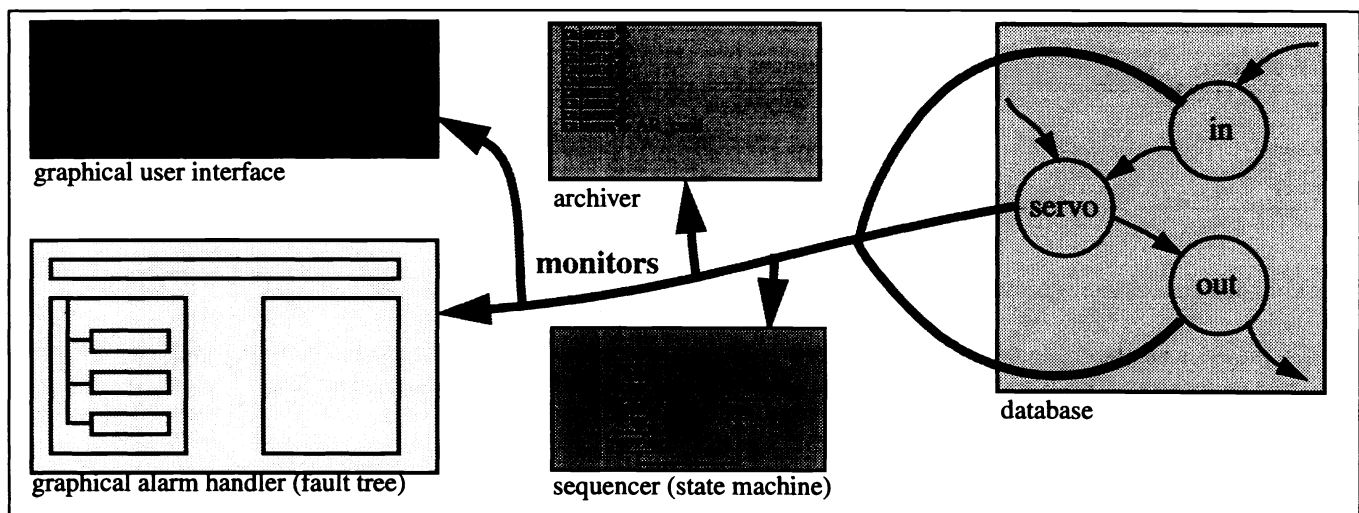 graphical user interface
archiver
in
servo
monitors
out
database
graphical alarm handler (fault tree)
sequencer (state machine)